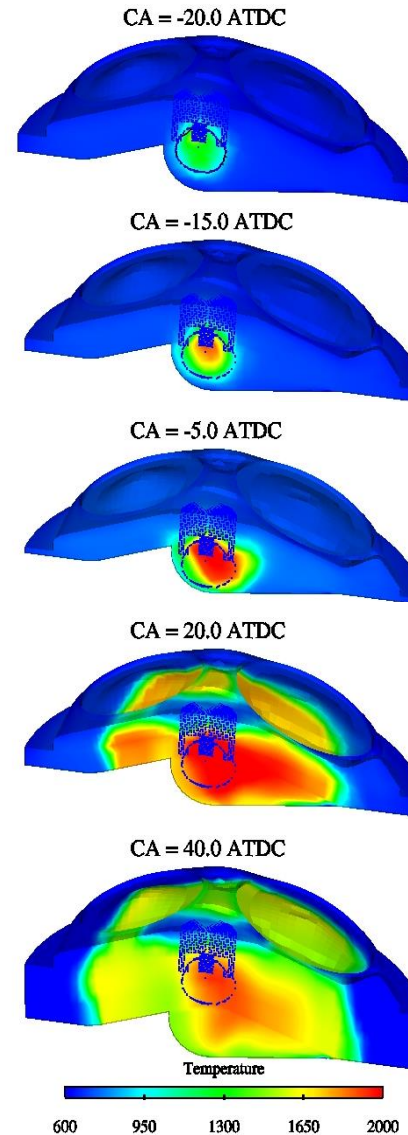 CA = -20.0 ATDC
CA = -15.0 ATDC
CA = -5.0 ATDC
CA = 20.0 ATDC
CA = 40.0 ATDC
Temperature
600 950 1300 1650 2000